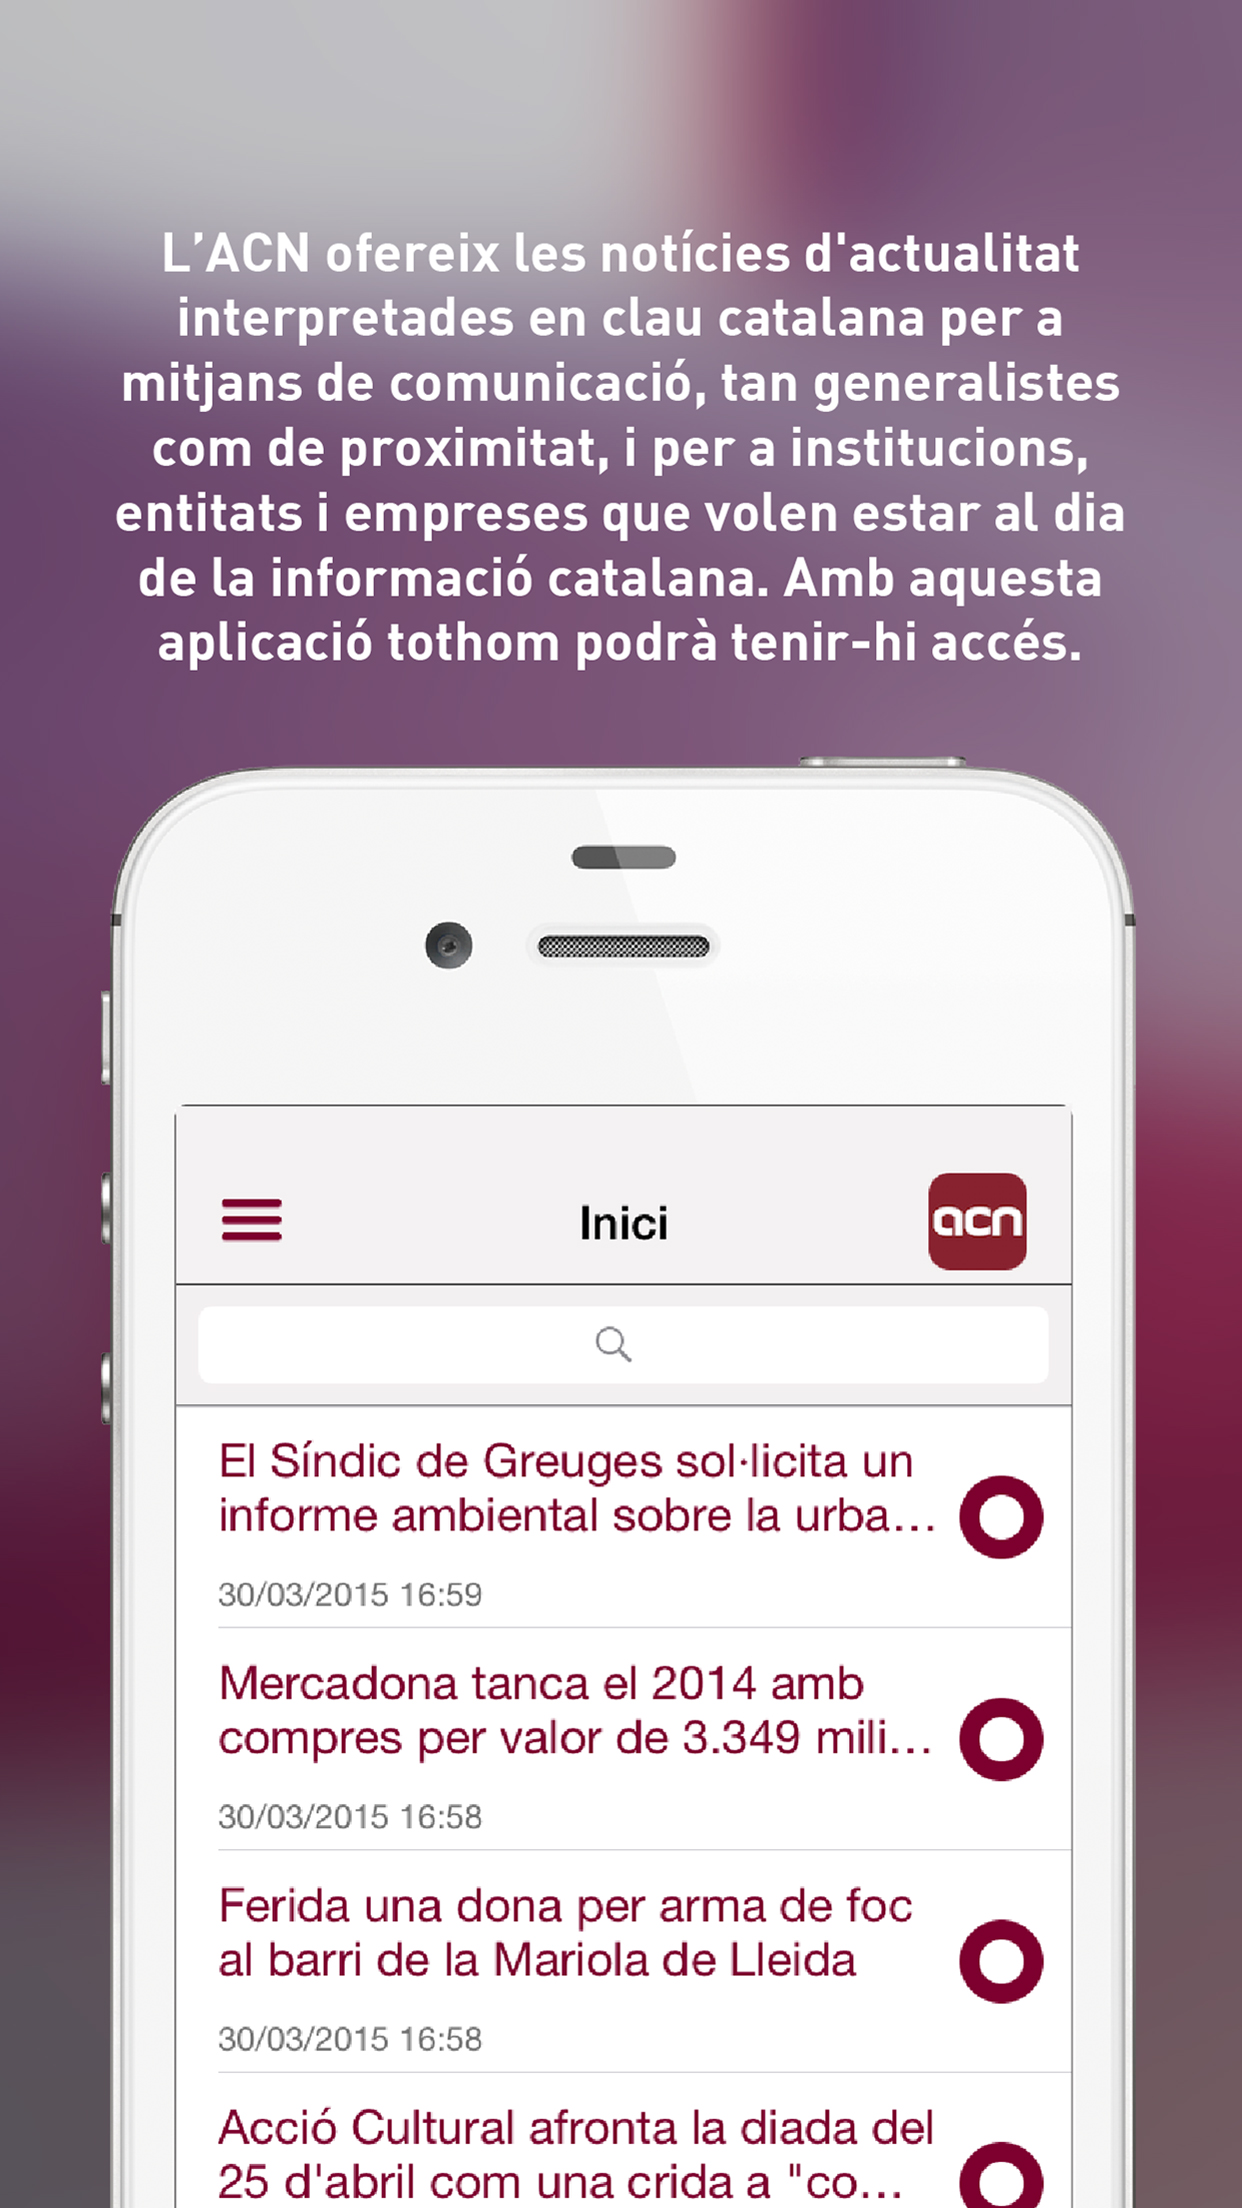 L’ACN ofereix les notícies d'actualitat
interpretades en clau catalana per a
mitjans de comunicació, tan generalistes
com de proximitat, i per a institucions,
entitats i empreses que volen estar al dia
de la informació catalana. Amb aquesta
aplicació tothom podrà tenir-hi accés.
Inici
acn
El Síndic de Greuges sol·licita un
informe ambiental sobre la urba...
30/03/2015 16:59
Mercadona tanca el 2014 amb
compres per valor de 3.349 mili...
30/03/2015 16:58
Ferida una dona per arma de foc
al barri de la Mariola de Lleida
30/03/2015 16:58
Acció Cultural afronta la diada del
25 d'abril com una crida a "co...